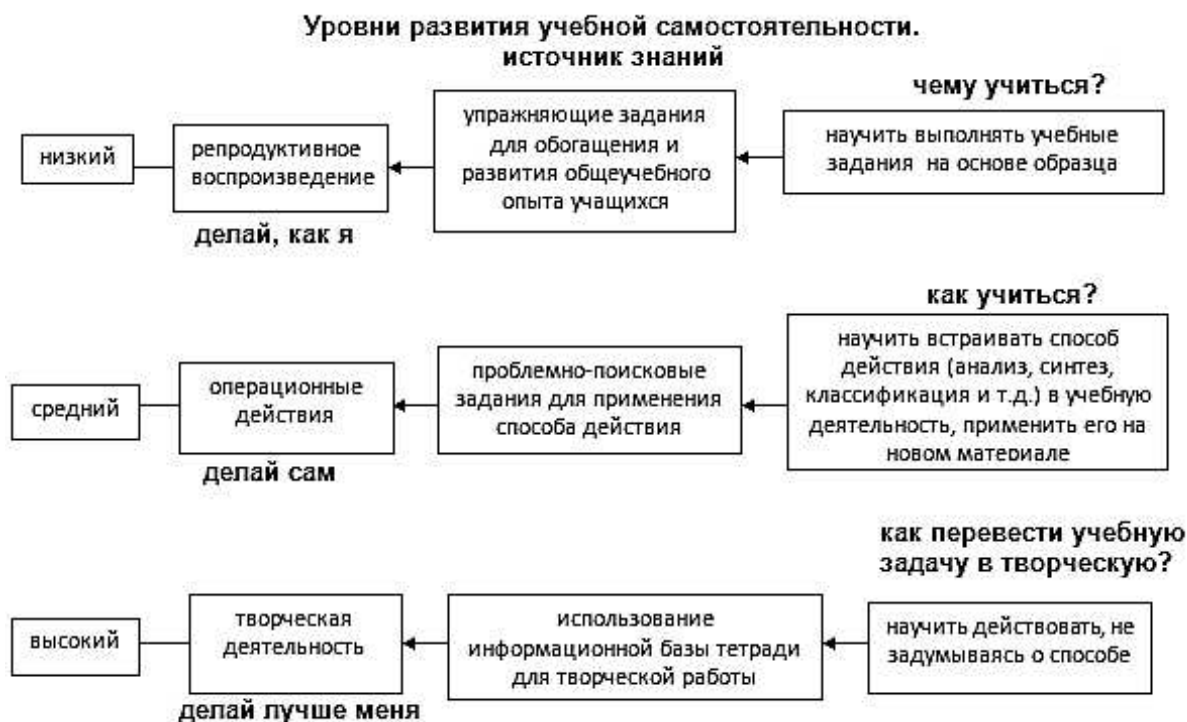 Уровни развития учебной самостоятельности.
источник знаний
чему учиться?
низкий
репродуктивное
воспроизведение
делай, как я
упражняющие задания
для обогащения и
развития общеучебного
опыта учащихся
научить выполнять учебные
задания на основе образца
как учиться?
средний
операционные
действия
делай сам
проблемно-поисковые
задания для применения
способа действия
научить встраивать способ
действия (анализ, синтез,
классификация и т.д.) в учебную
деятельность, применить его на
новом материале
как перевести учебную
задачу в творческую?
высокий
творческая
деятельность
делай лучше меня
использование
информационной базы тетради
для творческой работы
научить действовать, не
задумываясь о способе